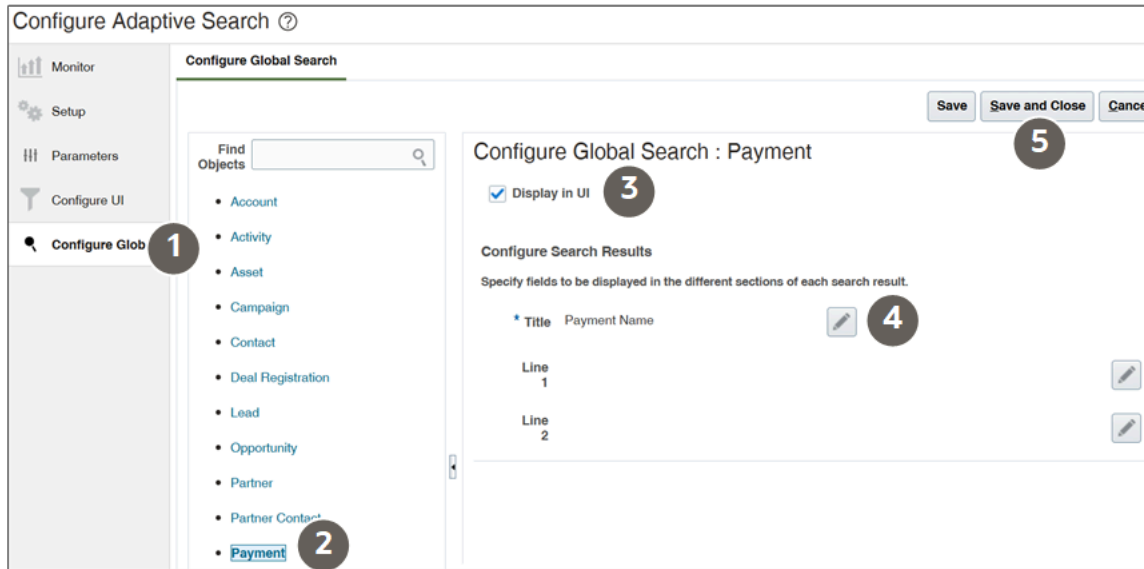 Configure Adaptive Search ?
Monitor
Setup
Parameters
Configure UI
Configure Glob
1
Configure Global Search
Save
Save and Close
Cance
5
Find
Objects
• Account
• Activity
• Asset
• Campaign
• Contact
• Deal Registration
• Lead
• Opportunity
• Partner
• Partner Contact
• Payment
2
Configure Global Search : Payment
Display in UI
3
Configure Search Results
Specify fields to be displayed in the different sections of each search result.
* Title Payment Name
4
Line
1
Line
2